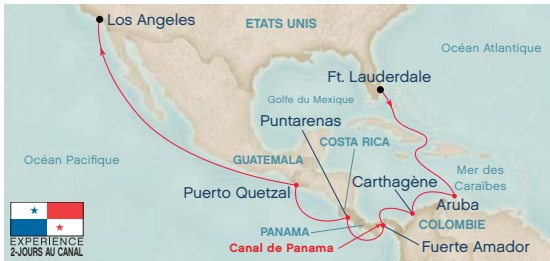 Los Angeles
ETATS UNIS
Océan Atlantique
Ft. Lauderdale
Golfe du Mexique
Puntarenas
COSTA RICA
Océan Pacifique
GUATEMALA
Mer des
Caraïbes
Carthagène
Puerto Quetzal
Aruba
PANAMA
COLOMBIE
Canal de Panama
Fuerte Amador
EXPERIENCE
2-JOURS AU CANAL